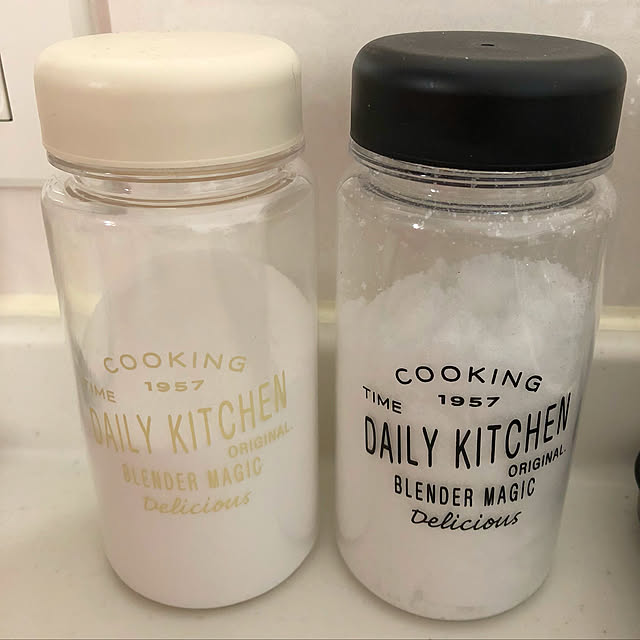 COOKING
TIME 1957
DAILY KITCHEN
ORIGINAL.
BLENDER MAGIC
Delicious
COOKING
TIME 1957
DAILY KITCHEN
ORIGINAL.
BLENDER MAGIC
Delicious